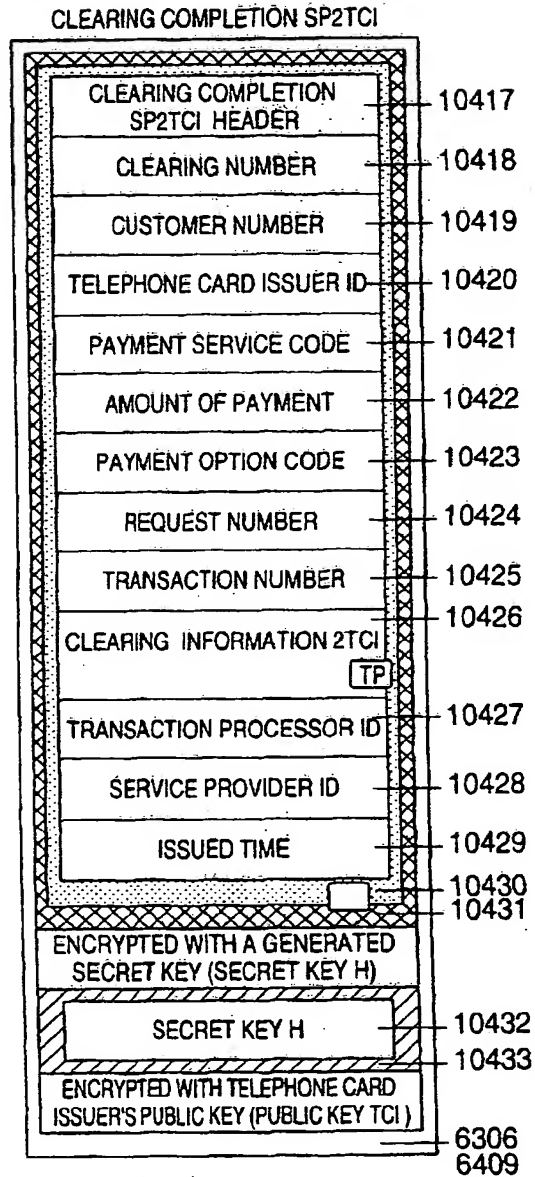 CLEARING COMPLETION SP2TCI
CLEARING COMPLETION
SP2TCI HEADER
10417
CLEARING NUMBER
10418
CUSTOMER NUMBER
10419
TELEPHONE CARD ISSUER ID
10420
PAYMENT SERVICE CODE
10421
AMOUNT OF PAYMENT
10422
PAYMENT OPTION CODE
10423
REQUEST NUMBER
10424
TRANSACTION NUMBER
10425
10426
CLEARING INFORMATION 2TCI
TP
TRANSACTION PROCESSOR ID
10427
SERVICE PROVIDER ID
10428
ISSUED TIME
10429
10430
10431
ENCRYPTED WITH A GENERATED
SECRET KEY (SECRET KEY H)
SECRET KEY H
10432
10433
ENCRYPTED WITH TELEPHONE CARD
ISSUER'S PUBLIC KEY (PUBLIC KEY TCI )
6306
6409